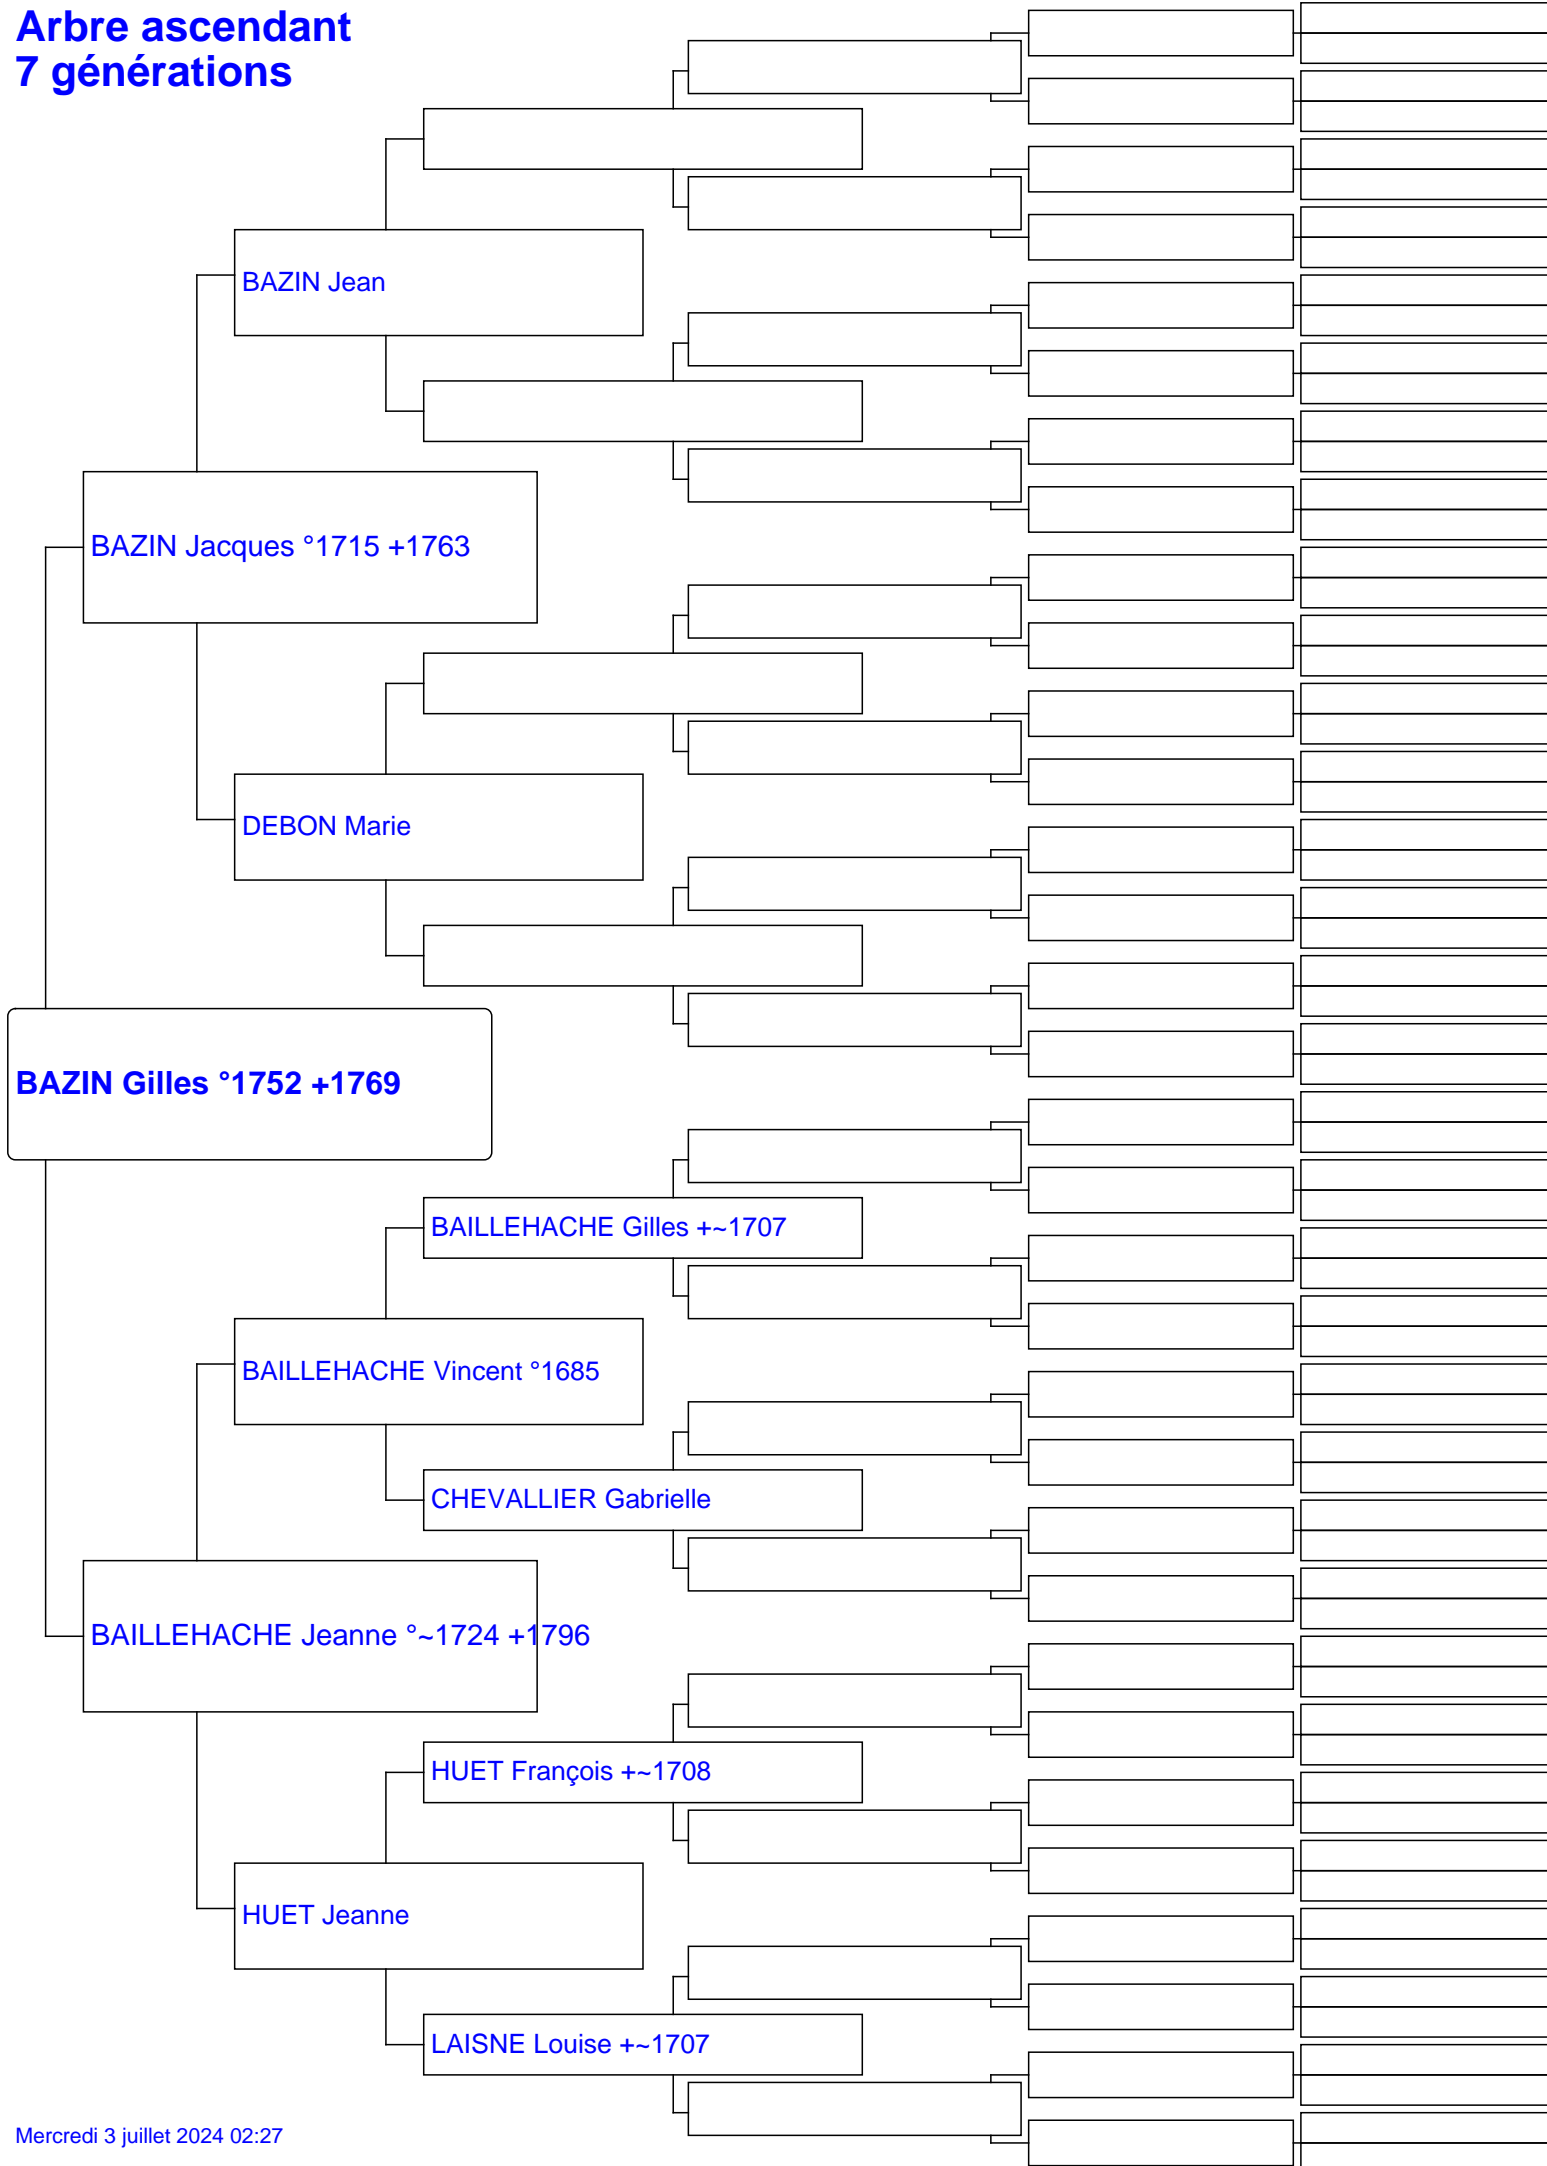 Arbre ascendant
7 générations
BAZIN Jean
BAZIN Jacques °1715 +1763
DEBON Marie
BAZIN Gilles °1752 +1769
BAILLEHACHE Gilles +~1707
BAILLEHACHE Vincent °1685
CHEVALLIER Gabrielle
BAILLEHACHE Jeanne °~1724 +1796
HUET François +~1708
HUET Jeanne
LAISNE Louise +~1707
Mercredi 3 juillet 2024 02:27